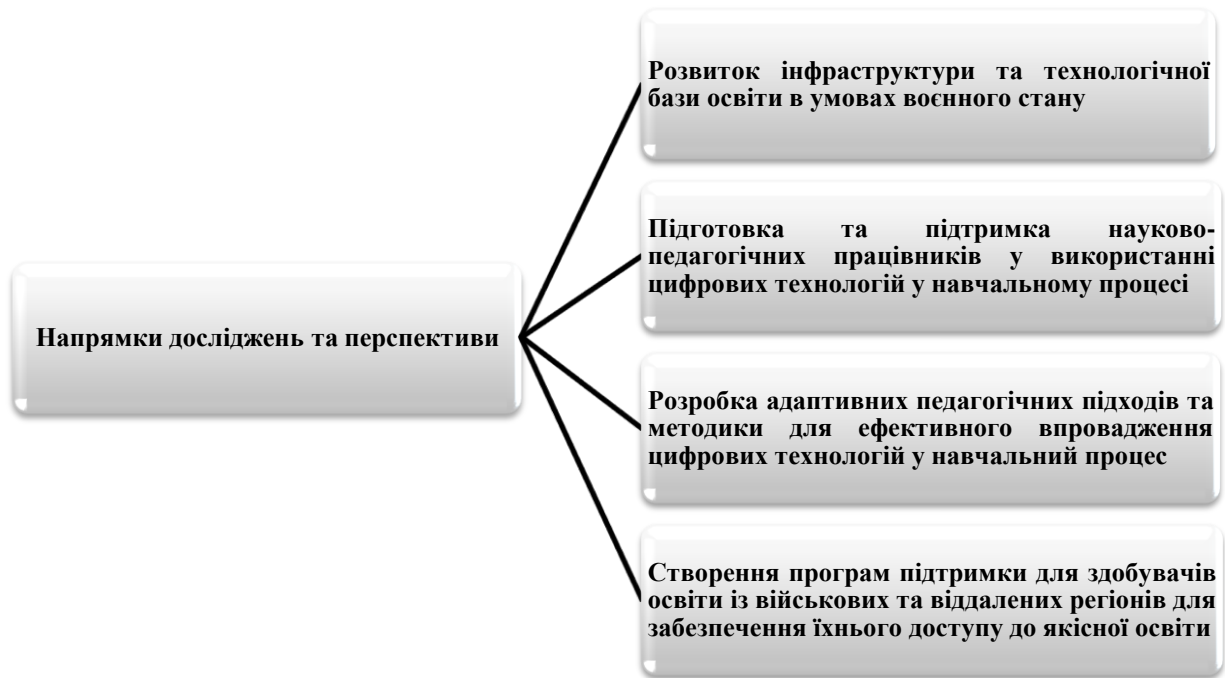 Напрямки досліджень та перспективи
Розвиток інфраструктури та технологічної
бази освіти в умовах воєнного стану
Підготовка та підтримка науково-
педагогічних працівників у використанні
цифрових технологій у навчальному процесі
Розробка адаптивних педагогічних підходів та
методики для ефективного впровадження
цифрових технологій у навчальний процес
Створення програм підтримки для здобувачів
освіти із військових та віддалених регіонів для
забезпечення їхнього доступу до якісної освіти